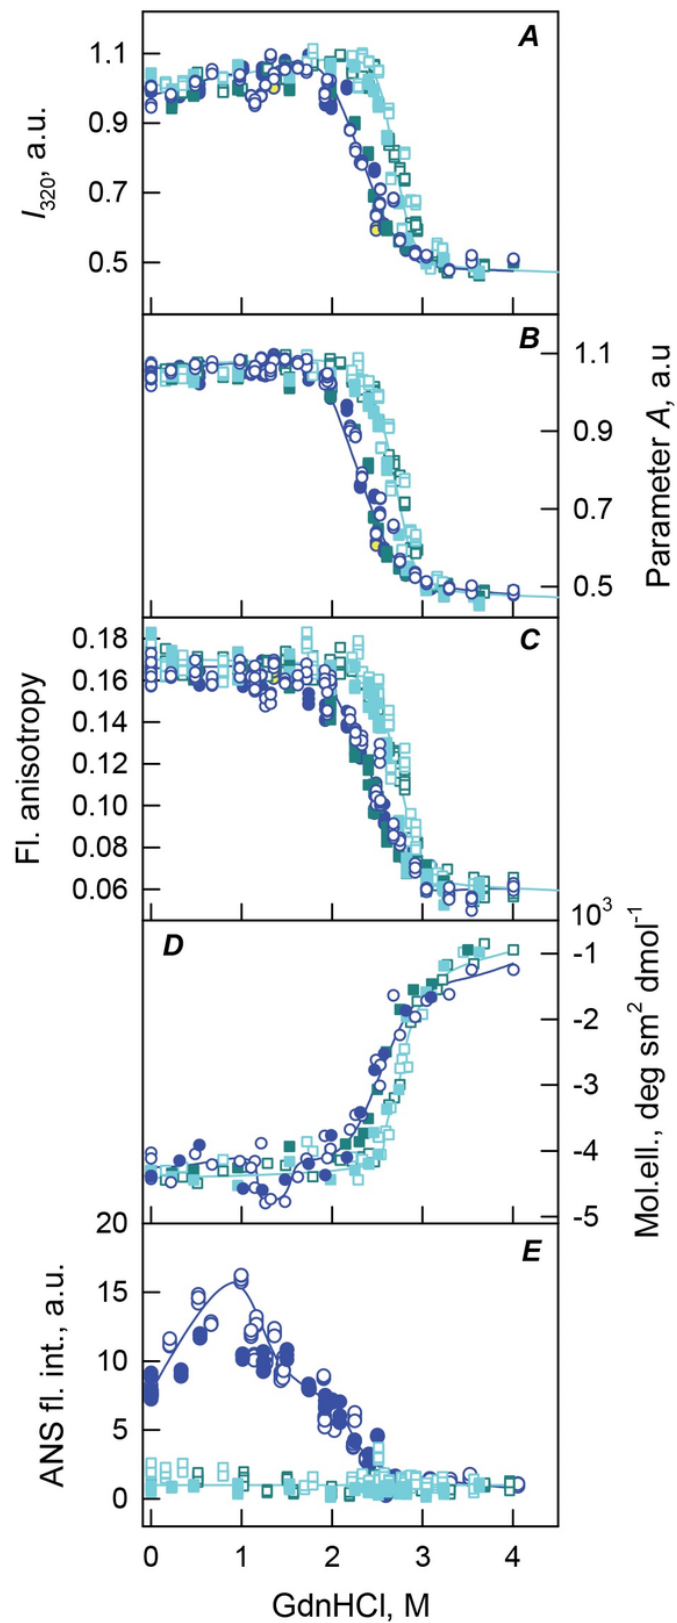 A
1.1
0.9
0.7
0.5
I320, a.u.
B
1.1
0.9
0.7
0.5
Parameter A, a.u
C
0.18
0.16
0.14
0.12
0.10
0.08
0.06
Fl. anisotropy
D
10³
-1
-2
-3
-4
-5
Mol.ell., deg sm² dmol⁻¹
E
20
15
10
5
0
ANS fl. int., a.u.
0 1 2 3 4
GdnHCl, M